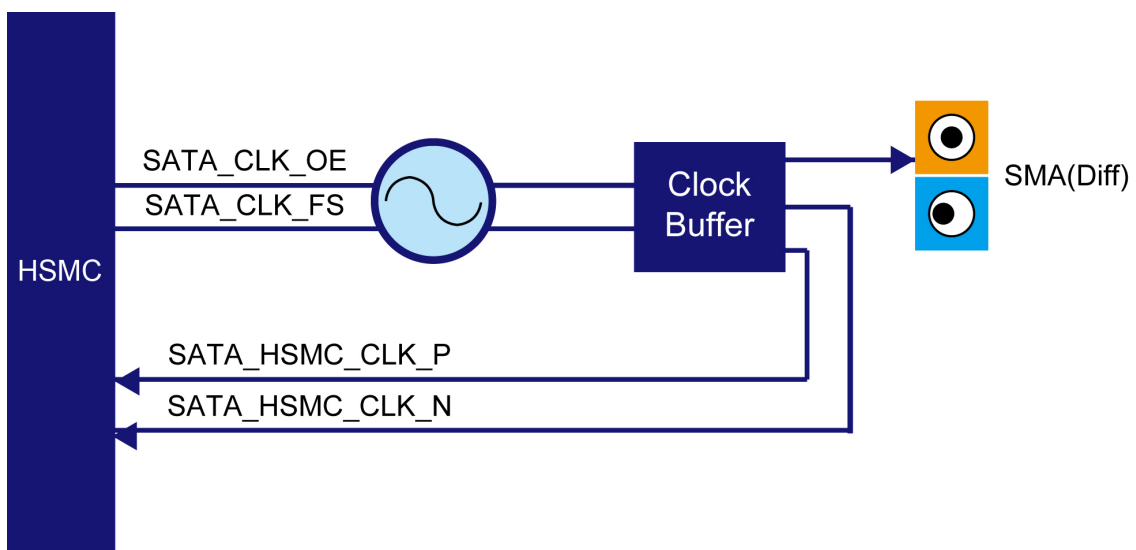 SATA_CLK_OE
SATA_CLK_FS
HSMC
Clock
Buffer
SMA(Diff)
SATA_HSMC_CLK_P
SATA_HSMC_CLK_N